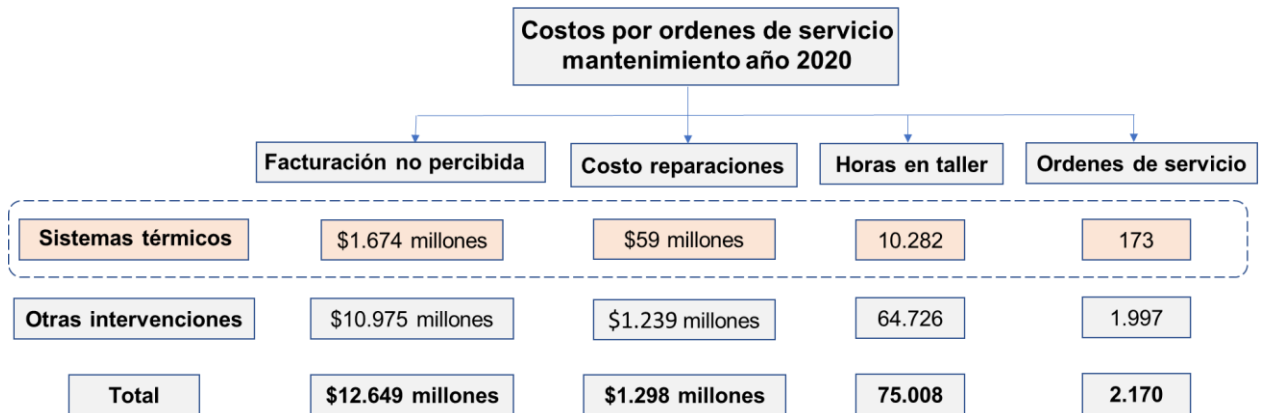 Costos por ordenes de servicio
mantenimiento año 2020
Facturación no percibida
Costo reparaciones
Horas en taller
Ordenes de servicio
Sistemas térmicos
$1.674 millones
$59 millones
10.282
173
Otras intervenciones
$10.975 millones
$1.239 millones
64.726
1.997
Total
$12.649 millones
$1.298 millones
75.008
2.170